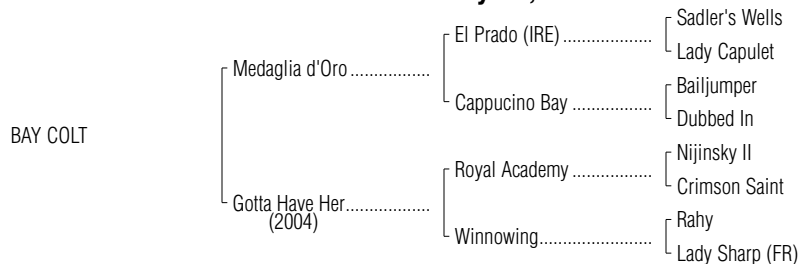 Sadler's Wells
El Prado (IRE) ..................
Lady Capulet
Medaglia d'Oro .................
Bailjumper
Cappucino Bay .................
Dubbed In
BAY COLT
Nijinsky II
Royal Academy .................
Crimson Saint
Gotta Have Her..................
(2004)
Rahy
Winnowing........................
Lady Sharp (FR)